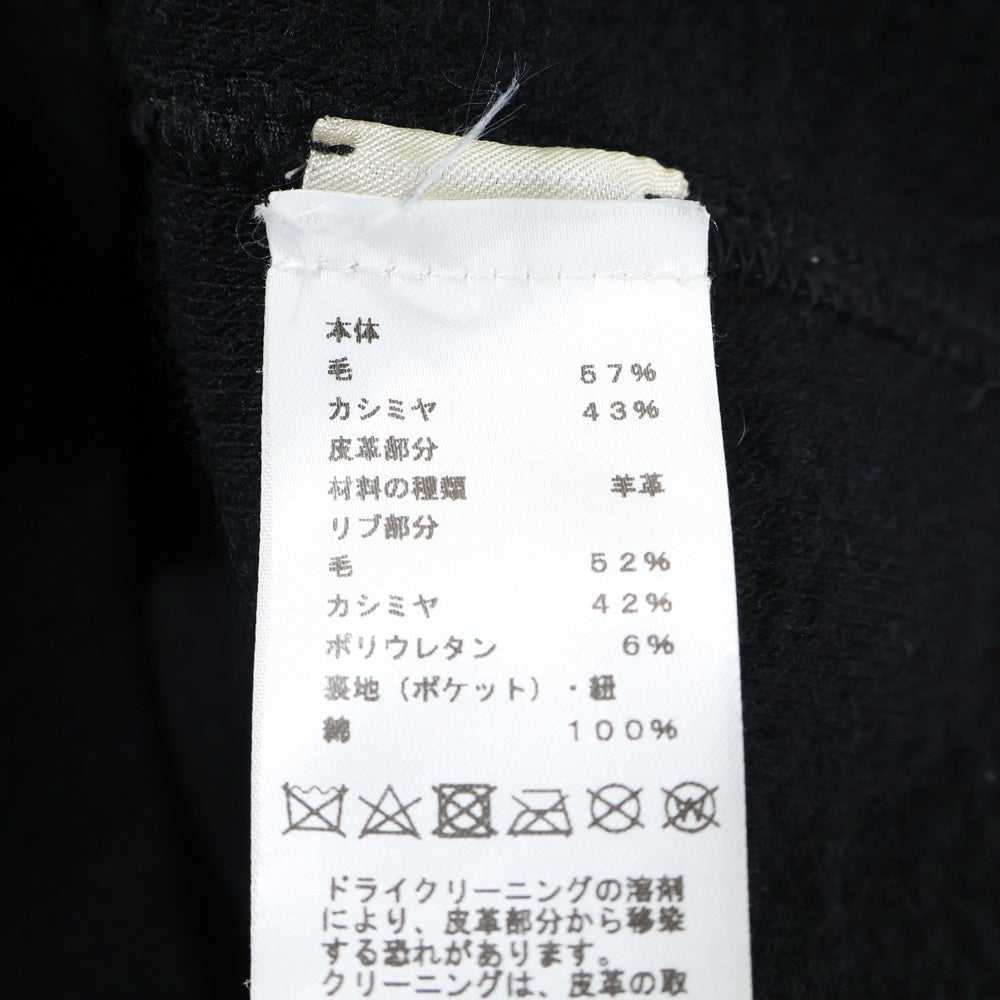 本体
毛 57%
カシミヤ 43%
皮革部分
材料の種類 羊革
リブ部分
毛 52%
カシミヤ 42%
ポリウレタン 6%
裏地(ポケット)・紐
綿 100%
ドライクリーニングの溶剤
により、皮革部分から移染
する恐れがあります。
クリーニングは、皮革の取